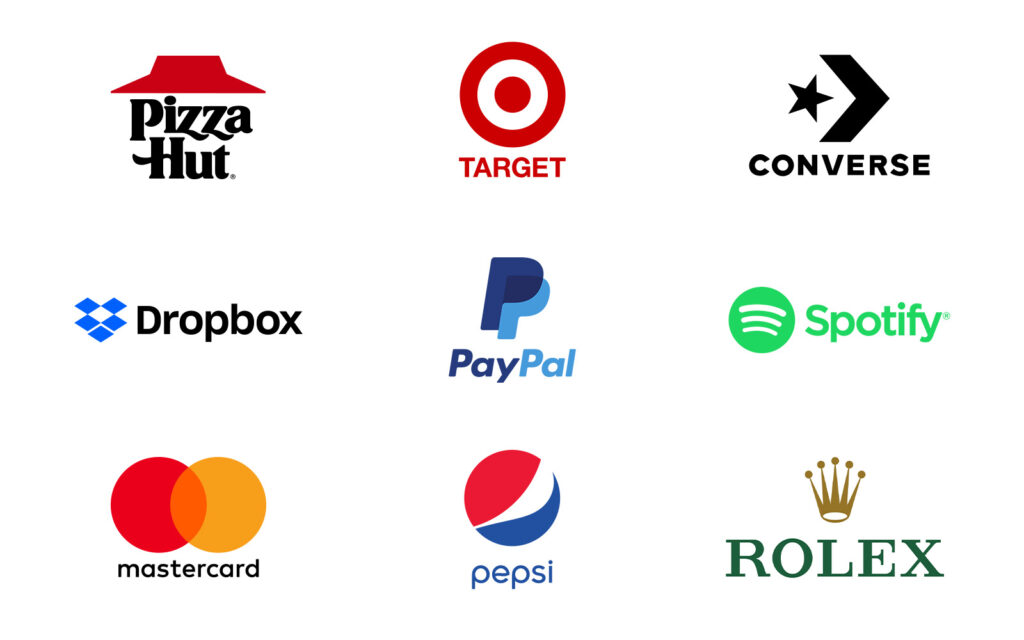 Pizza
Hut®
TARGET
CONVERSE
Dropbox
PayPal
Spotify®
mastercard
pepsi
ROLEX